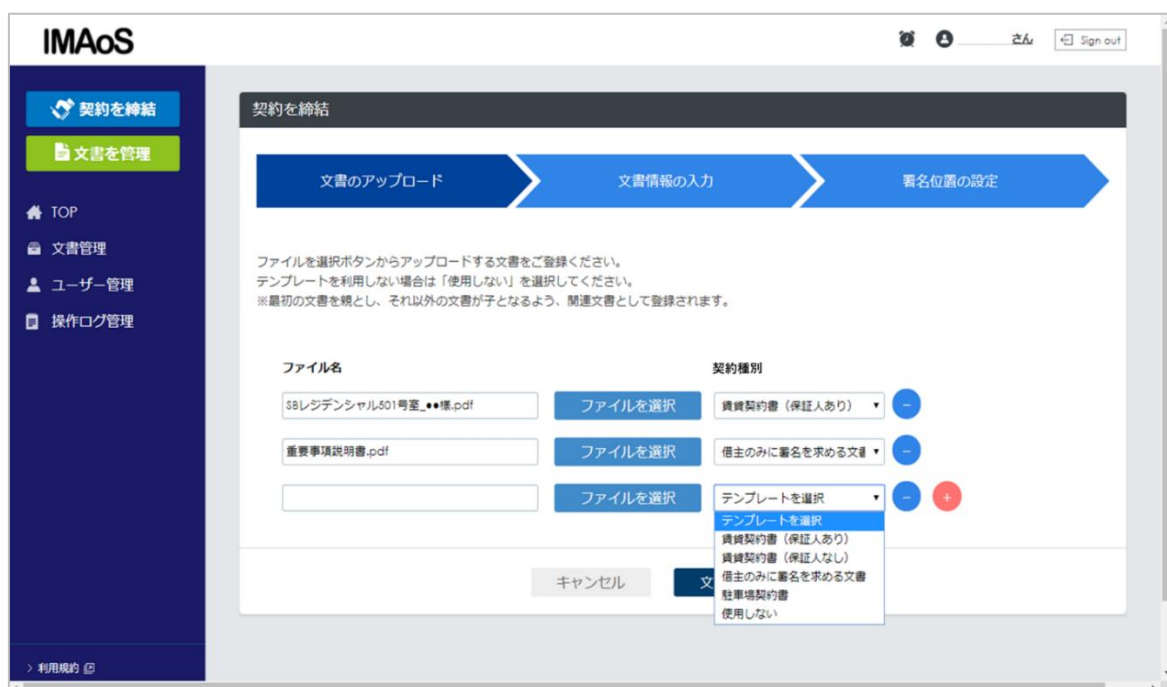 IMAoS
さん
Sign out
契約を締結
文書を管理
TOP
文書管理
ユーザー管理
操作ログ管理
> 利用規約
契約を締結
文書のアップロード
文書情報の入力
署名位置の設定
ファイルを選択ボタンからアップロードする文書をご登録ください。
テンプレートを利用しない場合は「使用しない」を選択してください。
※最初の文書を親とし、それ以外の文書が子となるよう、関連文書として登録されます。
ファイル名
契約種別
SBレジデンシャル501号室_●●様.pdf
ファイルを選択
賃貸契約書（保証人あり）
重要事項説明書.pdf
ファイルを選択
借主のみに署名を求める文書
ファイルを選択
テンプレートを選択
テンプレートを選択
賃貸契約書（保証人あり）
賃貸契約書（保証人なし）
借主のみに署名を求める文書
駐車場契約書
使用しない
キャンセル
文